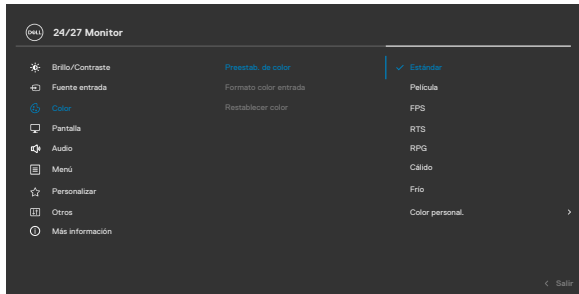 DELL 24/27 Monitor
Brillo/Contraste Preestab. de color Estándar
Fuente entrada Formato color entrada Película
Color Restablecer color FPS
Pantalla RTS
Audio RPG
Menú Cálido
Personalizar Frío
Otros Color personal.
Más información
Salir